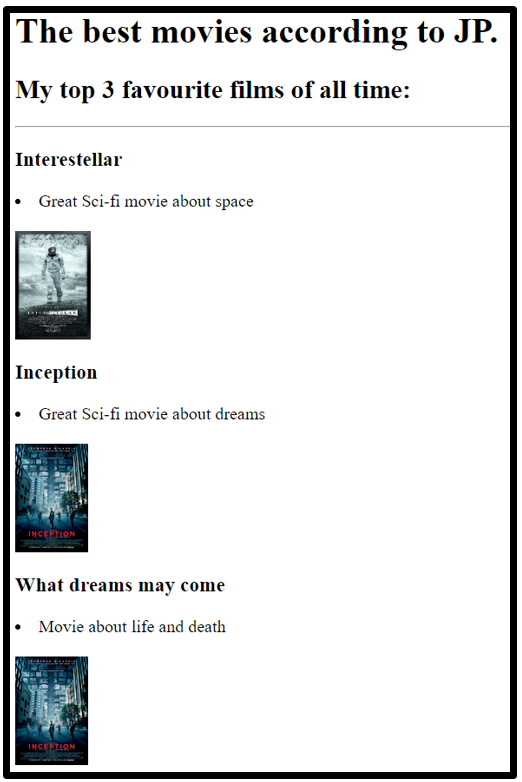 The best movies according to JP.
My top 3 favourite films of all time:
Interestellar
• Great Sci-fi movie about space
Inception
• Great Sci-fi movie about dreams
INCEPTION
What dreams may come
• Movie about life and death
INCEPTION